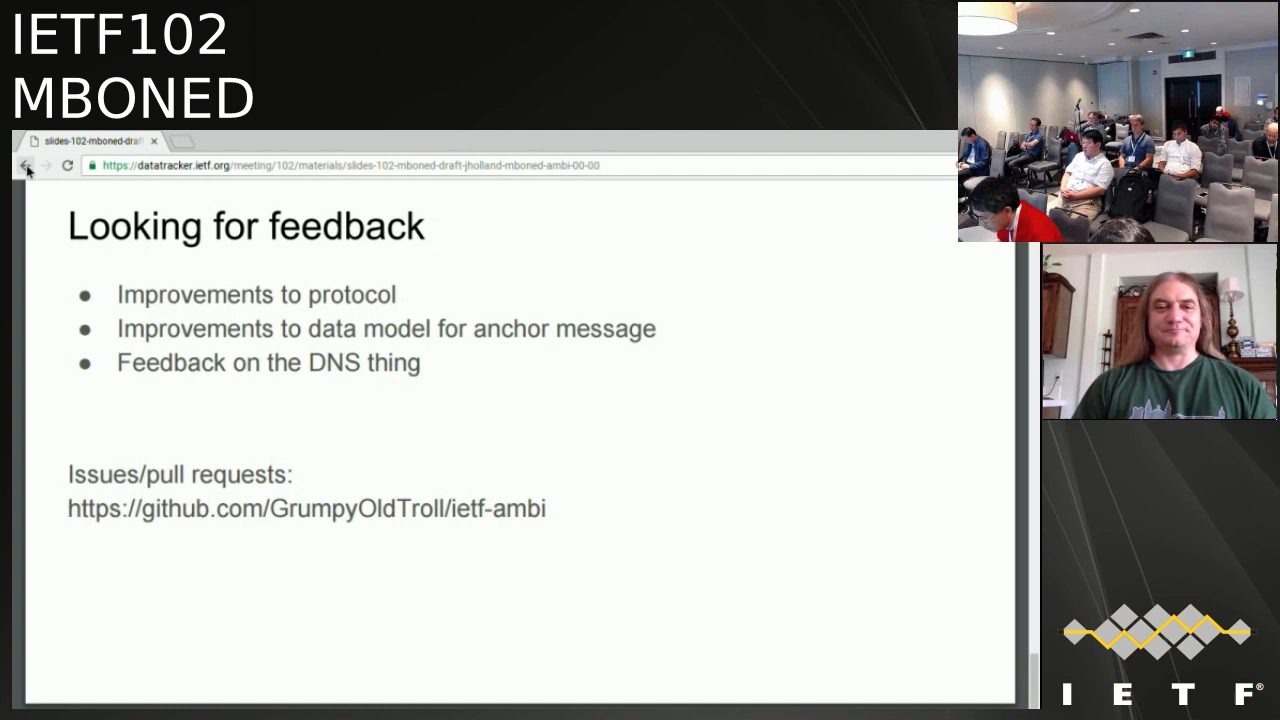 IETF102
MBONED
slides-102-mboned-draf
https://datatracker.ietf.org/meeting/102/materials/slides-102-mboned-draft-jholland-mboned-ambi-00-00
Looking for feedback
● Improvements to protocol
● Improvements to data model for anchor message
● Feedback on the DNS thing
Issues/pull requests:
https://github.com/GrumpyOldTroll/ietf-ambi
I E T F®